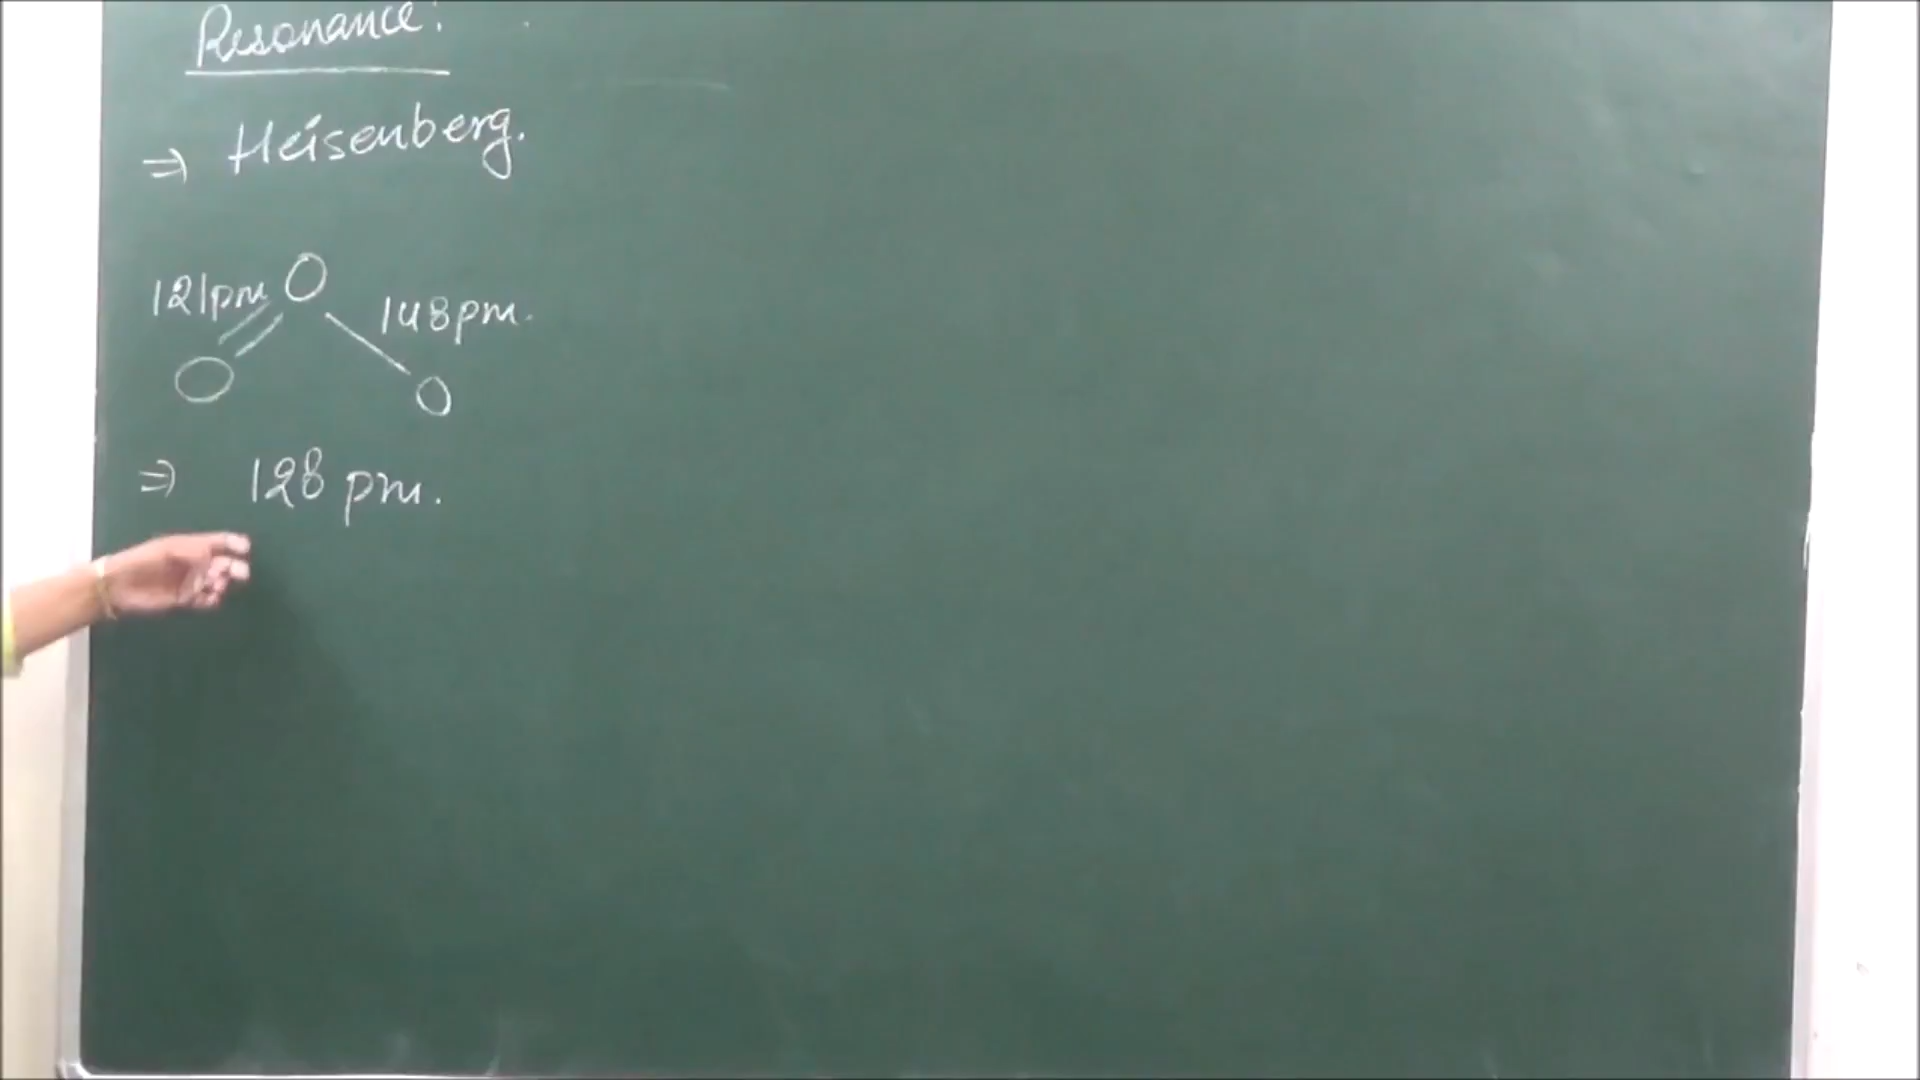 Resonance:
⇒ Heisenberg.
121pm O 148pm.
O O
⇒ 128 pm.